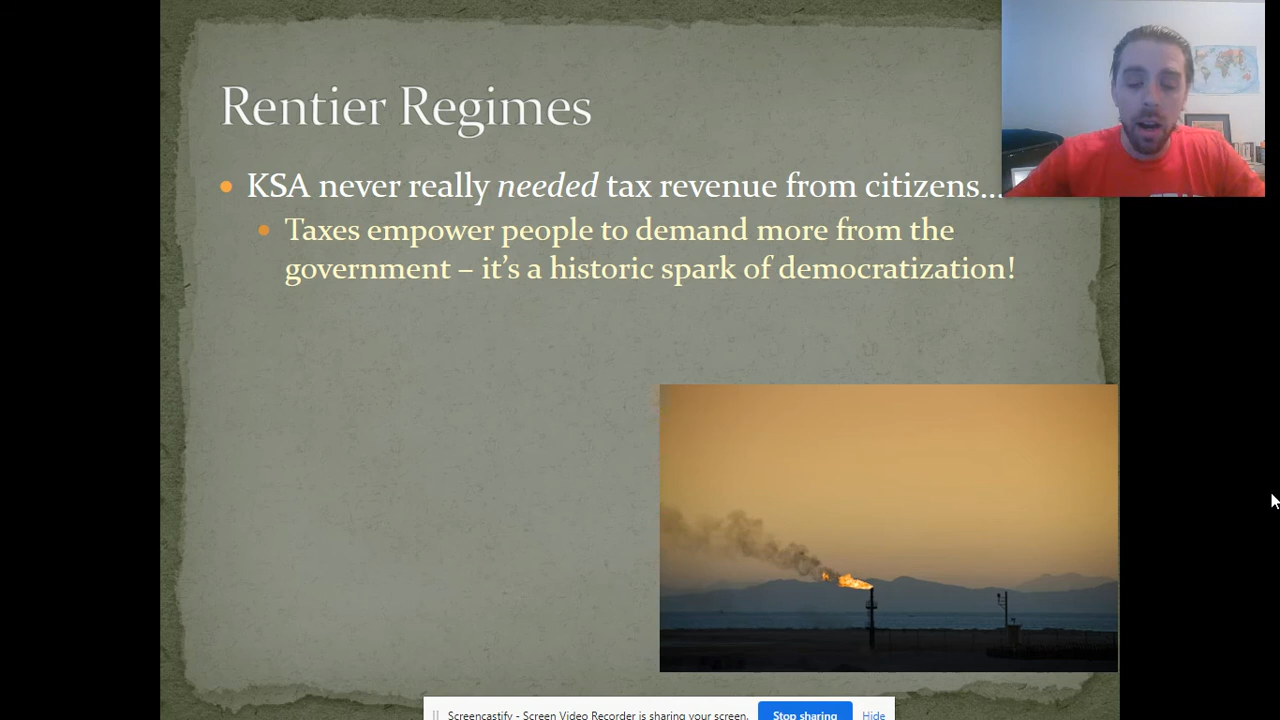 Rentier Regimes
KSA never really needed tax revenue from citizens...
Taxes empower people to demand more from the
government – it's a historic spark of democratization!
Screencastify - Screen Video Recorder is sharing your screen.
Stop sharing
Hide